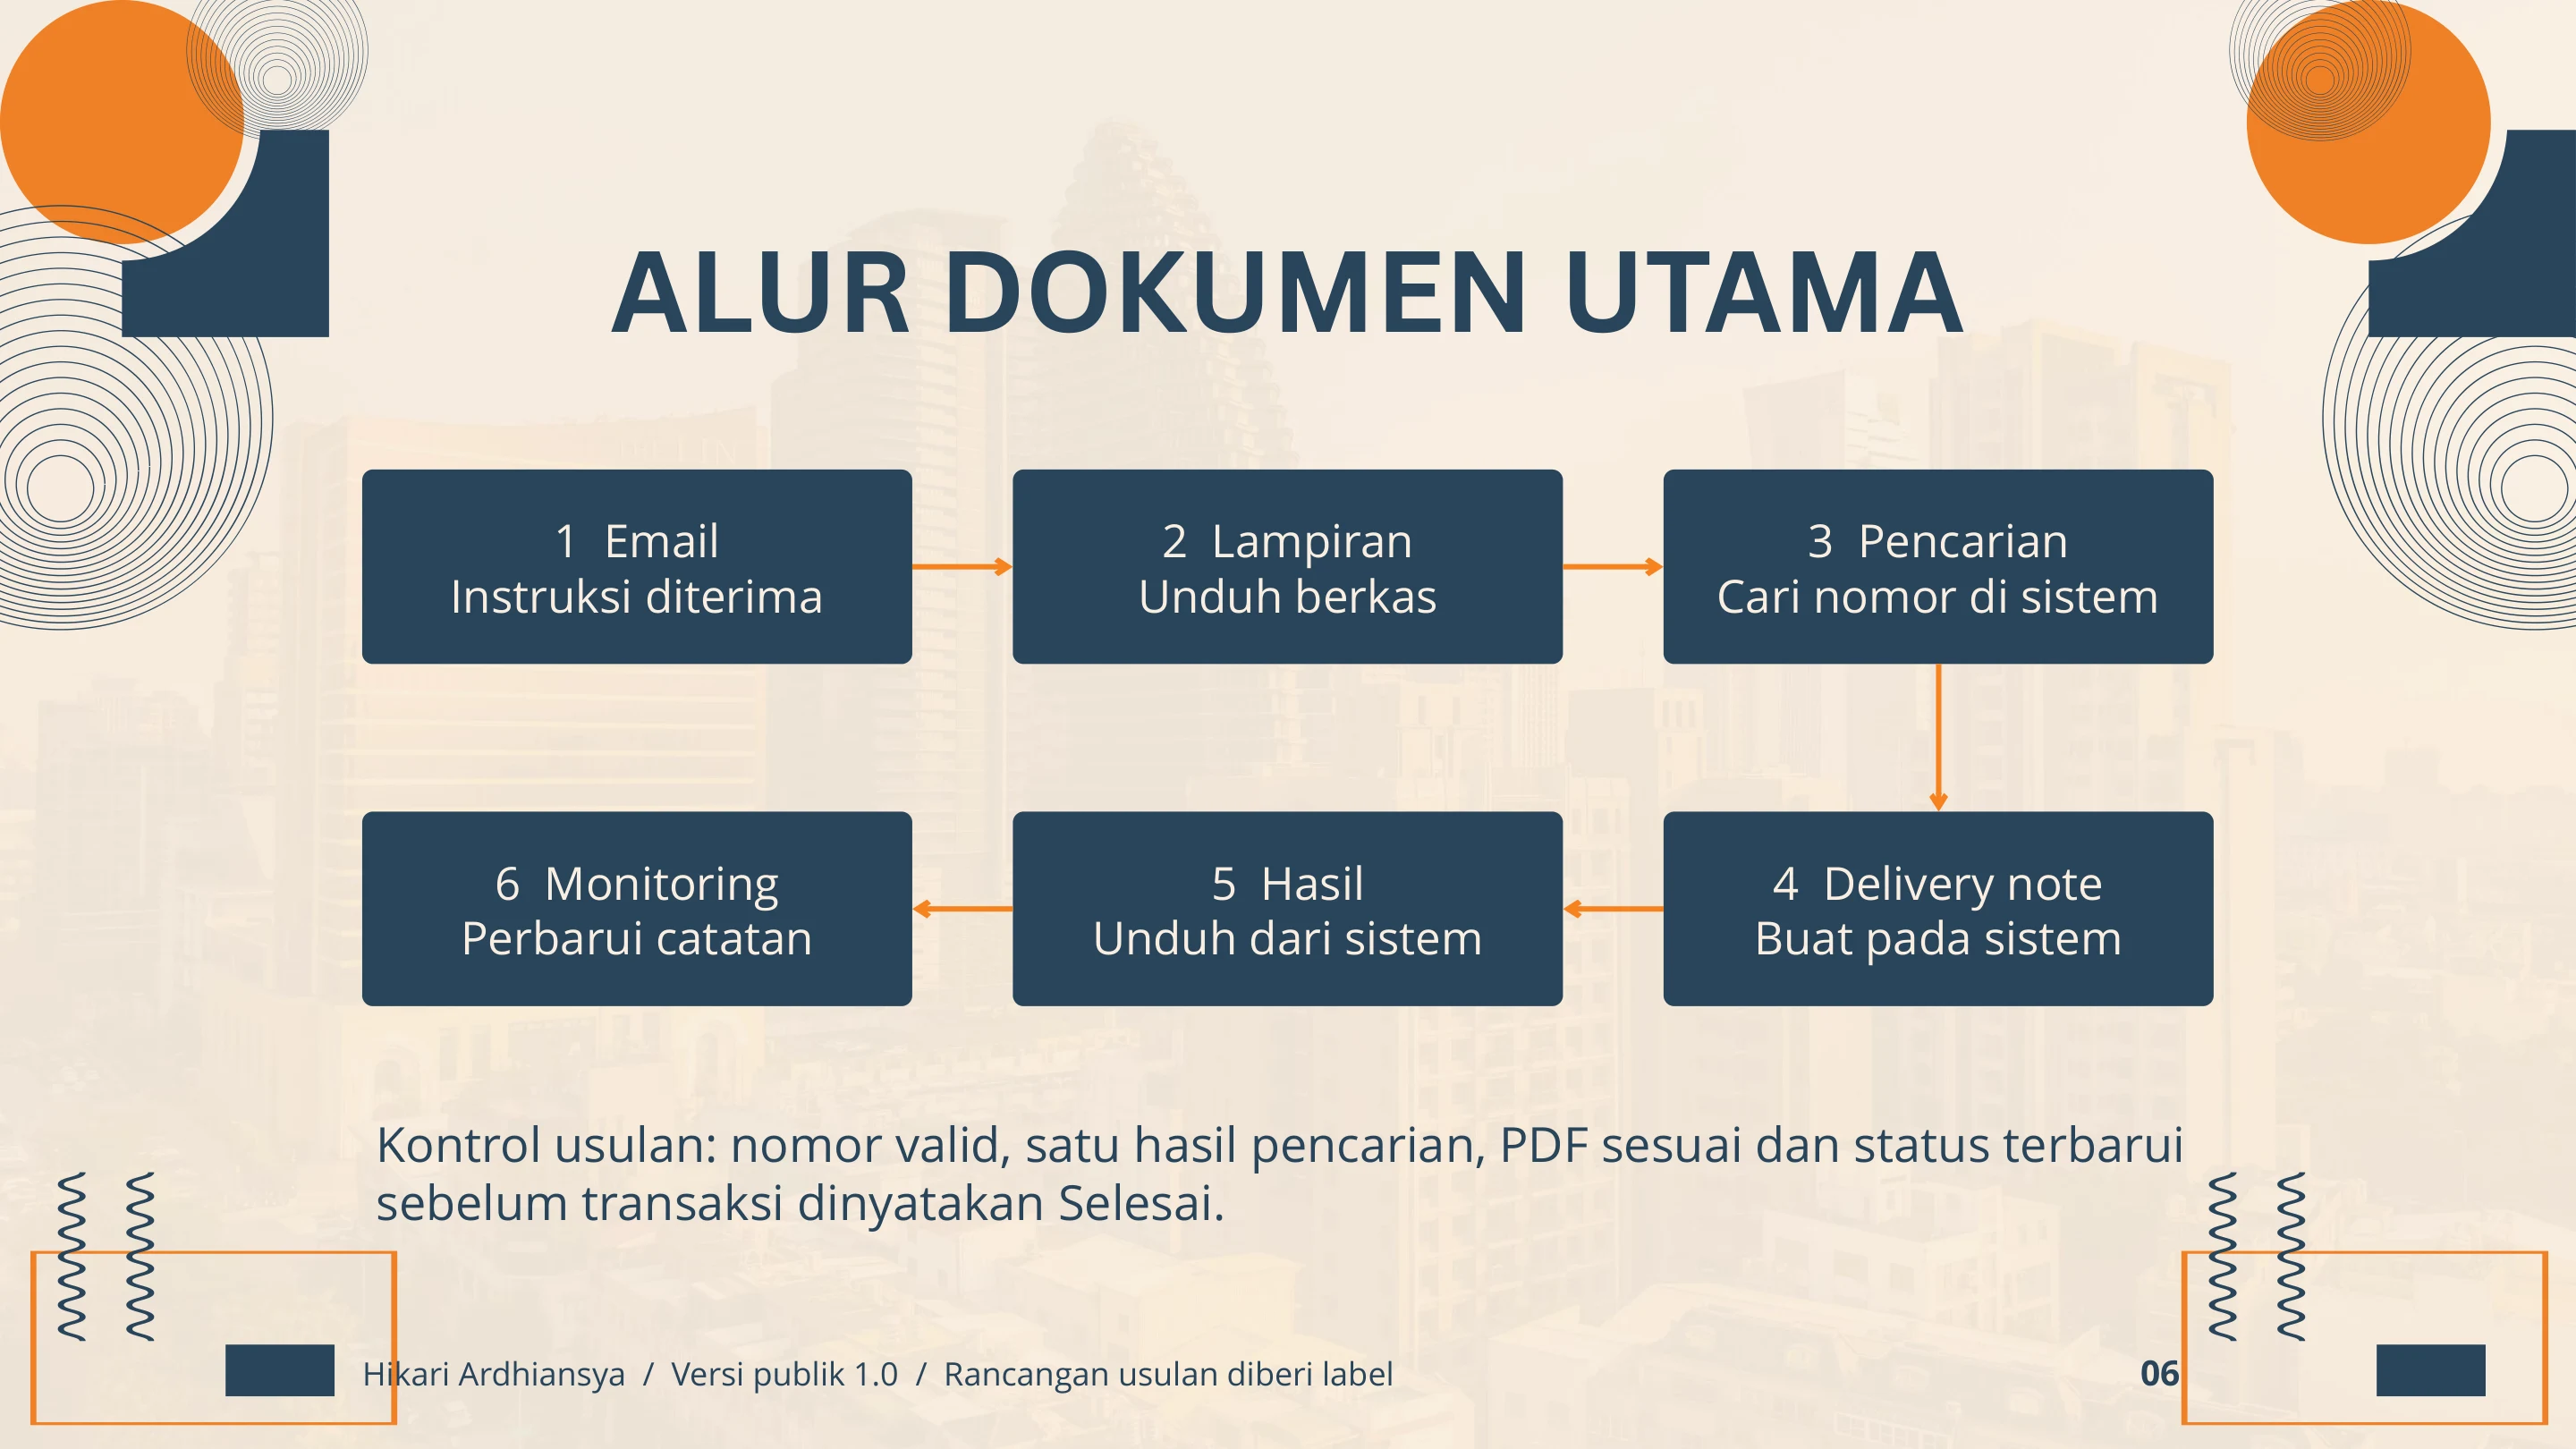 ALUR DOKUMEN UTAMA
1 Email
Instruksi diterima
2 Lampiran
Unduh berkas
3 Pencarian
Cari nomor di sistem
4 Delivery note
Buat pada sistem
5 Hasil
Unduh dari sistem
6 Monitoring
Perbarui catatan
Kontrol usulan: nomor valid, satu hasil pencarian, PDF sesuai dan status terbarui
sebelum transaksi dinyatakan Selesai.
Hikari Ardhiansya / Versi publik 1.0 / Rancangan usulan diberi label
06